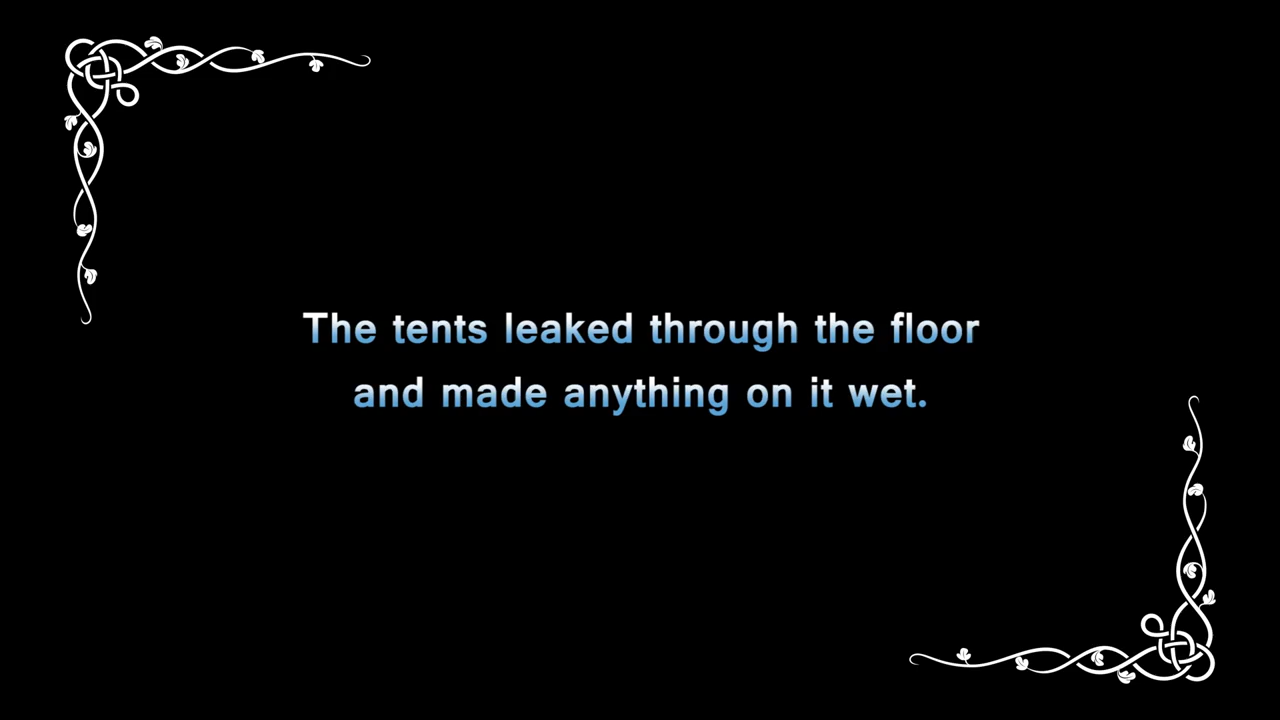 The tents leaked through the floor
and made anything on it wet.